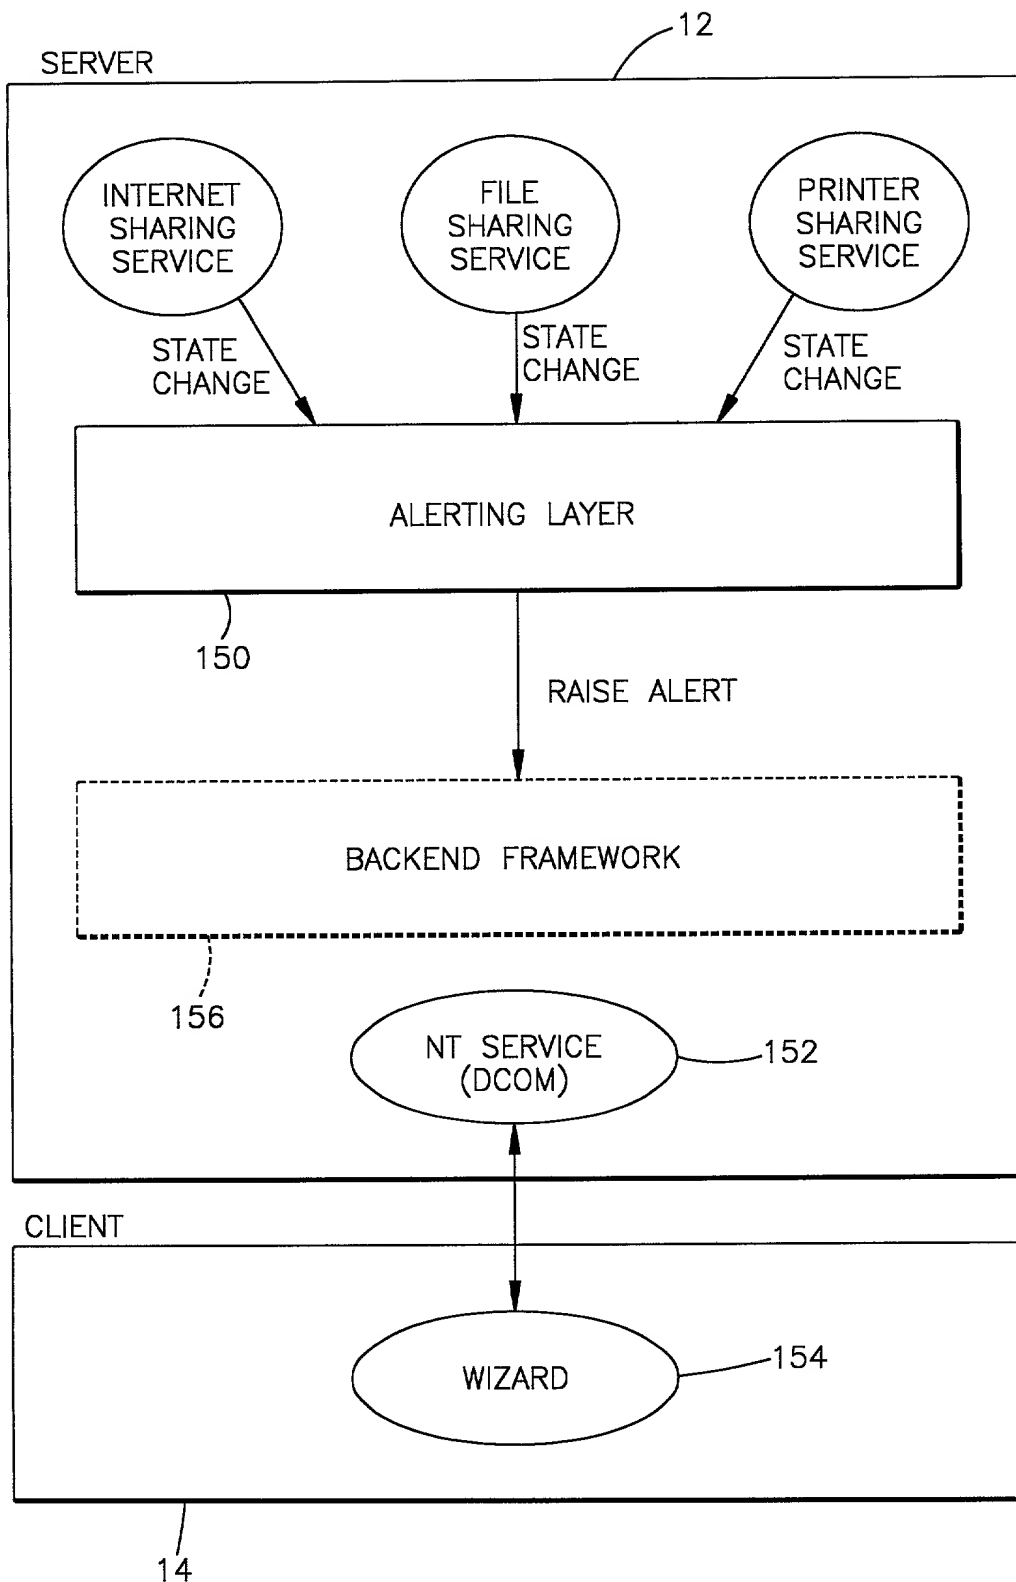 12
SERVER
INTERNET
SHARING
SERVICE
FILE
SHARING
SERVICE
PRINTER
SHARING
SERVICE
STATE
CHANGE
STATE
CHANGE
STATE
CHANGE
ALERTING LAYER
150
RAISE ALERT
BACKEND FRAMEWORK
156
NT SERVICE
(DCOM)
152
CLIENT
WIZARD
154
14